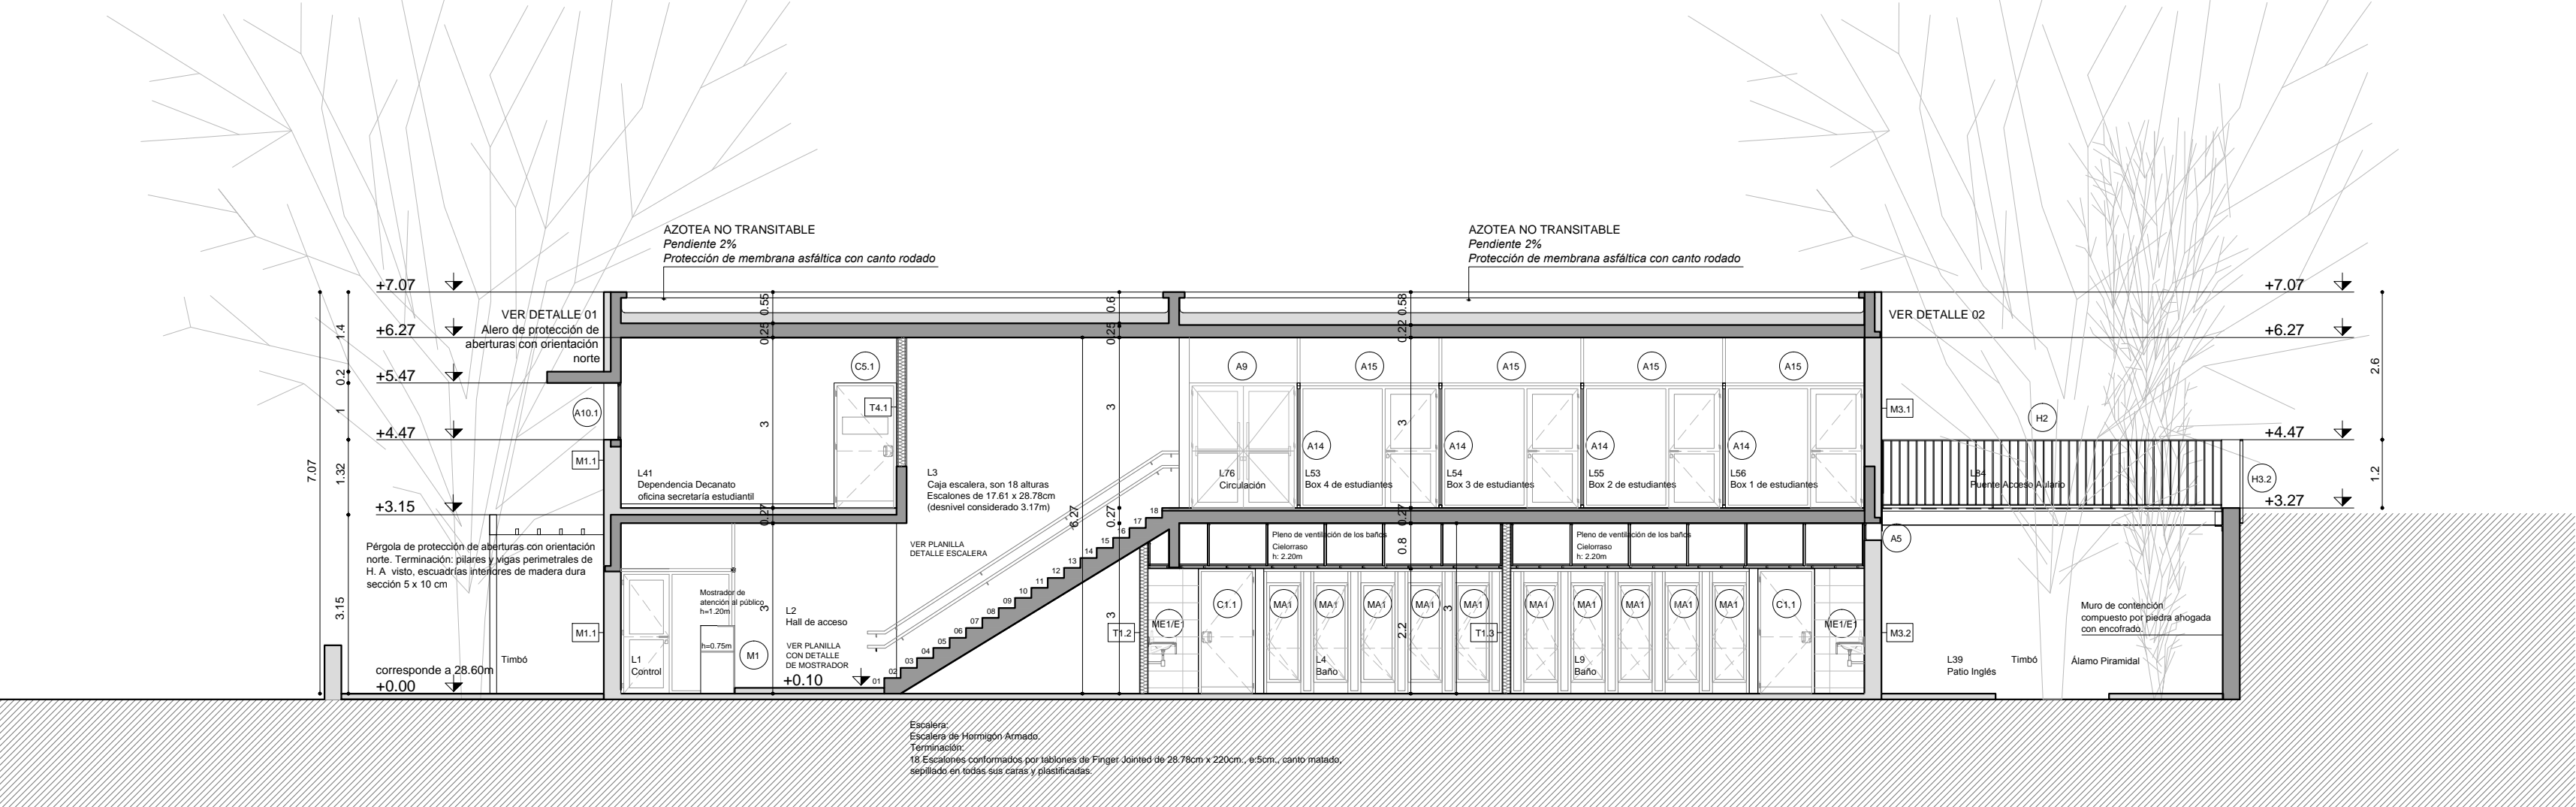 AZOTEA NO TRANSITABLE
Pendiente 2%
Protección de membrana asfáltica con canto rodado
AZOTEA NO TRANSITABLE
Pendiente 2%
Protección de membrana asfáltica con canto rodado
+7.07
+6.27
+5.47
+4.47
+3.15
corresponde a 28.60m
+0.00
7.07
1.4
0.2
1
1.32
3.15
VER DETALLE 01
Alero de protección de
aberturas con orientación
norte
A10.1
M1.1
M1.1
Pérgola de protección de aberturas con orientación
norte. Terminación: pilares y vigas perimetrales de
H. A visto, escuadrías interiores de madera dura
sección 5 x 10 cm
Timbó
0.55
0.25
3
0.27
3
0.6
0.25
3
0.27
3
6.27
0.58
0.22
3
0.27
0.8
2.2
3
C5.1
T4.1
L41
Dependencia Decanato
oficina secretaría estudiantil
L3
Caja escalera, son 18 alturas
Escalones de 17.61 x 28.78cm
(desnivel considerado 3.17m)
VER PLANILLA
DETALLE ESCALERA
A9
A15
A15
A15
A15
A14
A14
A14
A14
L76
Circulación
L53
Box 4 de estudiantes
L54
Box 3 de estudiantes
L55
Box 2 de estudiantes
L56
Box 1 de estudiantes
Mostrador de
atención al público
h=1.20m
h=0.75m
M1
L1
Control
L2
Hall de acceso
VER PLANILLA
CON DETALLE
DE MOSTRADOR
+0.10
01
02
03
04
05
06
07
08
09
10
11
12
13
14
15
16
17
18
Pleno de ventilación de los baños
Cielorraso
h: 2.20m
Pleno de ventilación de los baños
Cielorraso
h: 2.20m
T1.2
ME1/E1
C1.1
MA1
MA1
MA1
MA1
MA1
T1.3
MA1
MA1
MA1
MA1
MA1
C1.1
ME1/E1
L4
Baño
L9
Baño
VER DETALLE 02
M3.1
A5
M3.2
H2
H3.2
L84
Puente Acceso Aulario
+7.07
+6.27
+4.47
+3.27
2.6
1.2
Muro de contención
compuesto por piedra ahogada
con encofrado.
L39
Patio Inglés
Timbó
Álamo Piramidal
Escalera:
Escalera de Hormigón Armado.
Terminación:
18 Escalones conformados por tablones de Finger Jointed de 28.78cm x 220cm., e:5cm., canto matado,
sepillado en todas sus caras y plastificadas.